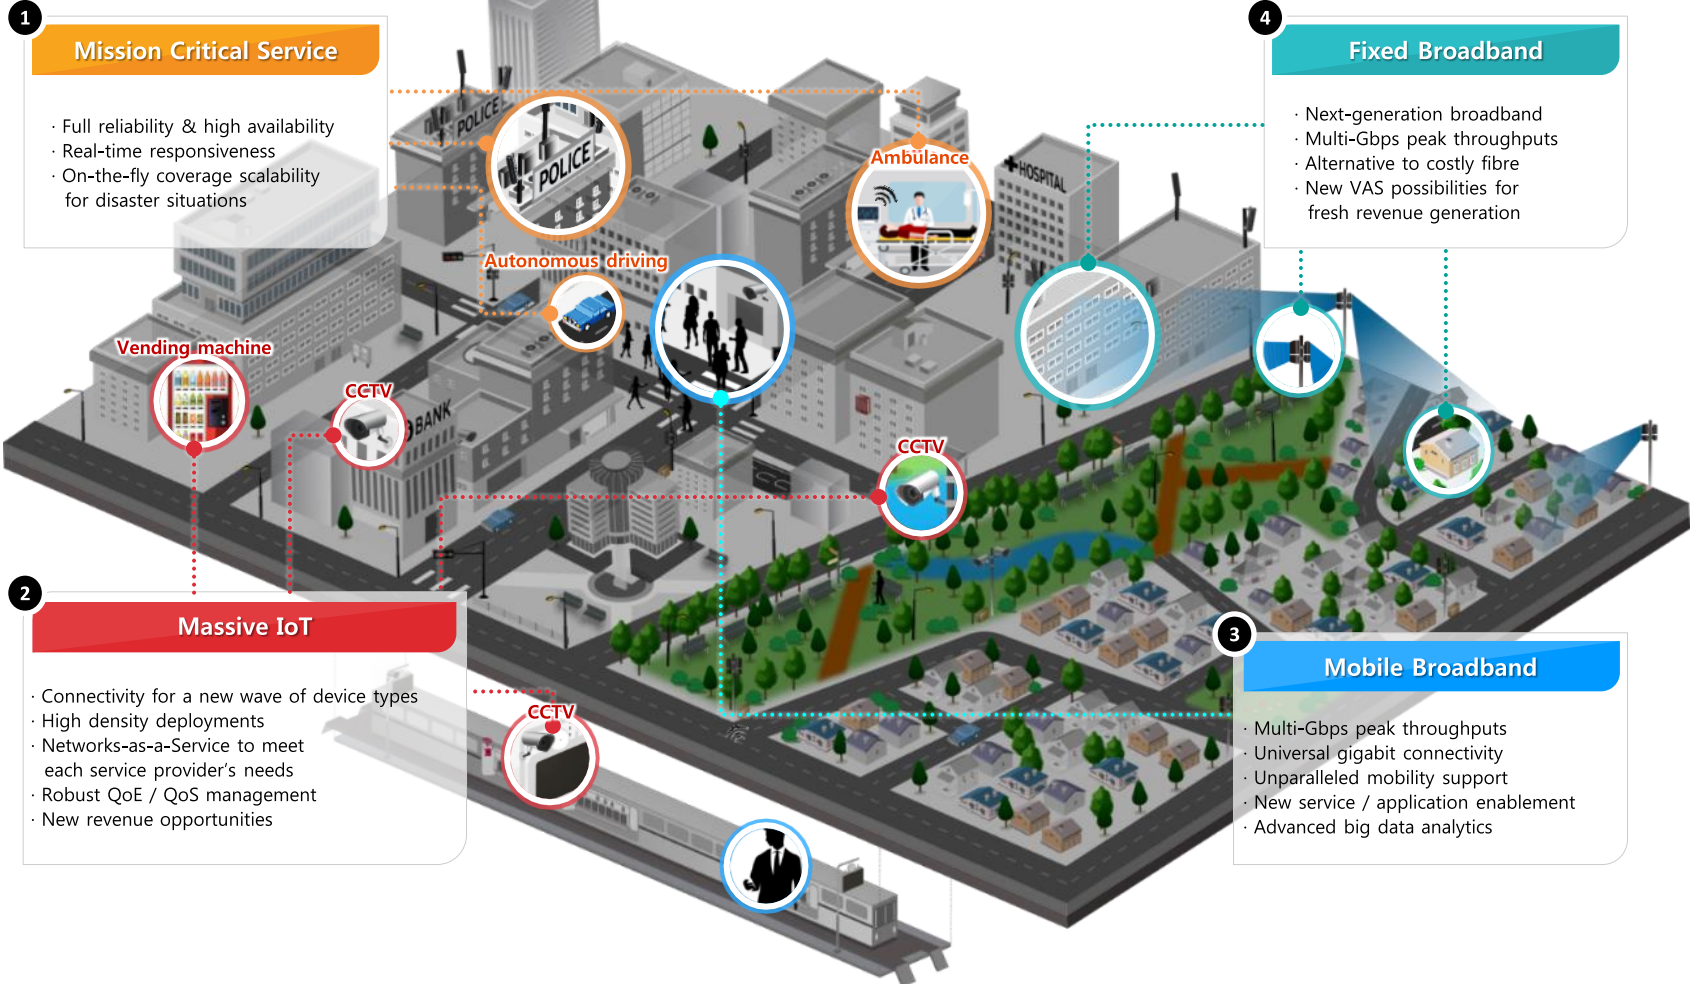 1
Mission Critical Service
· Full reliability & high availability
· Real-time responsiveness
· On-the-fly coverage scalability
for disaster situations
4
Fixed Broadband
· Next-generation broadband
· Multi-Gbps peak throughputs
· Alternative to costly fibre
· New VAS possibilities for
fresh revenue generation
POLICE
POLICE
Ambulance
HOSPITAL
Autonomous driving
Vending machine
CCTV
BANK
CCTV
2
Massive IoT
· Connectivity for a new wave of device types
· High density deployments
· Networks-as-a-Service to meet
each service provider's needs
· Robust QoE / QoS management
· New revenue opportunities
CCTV
3
Mobile Broadband
· Multi-Gbps peak throughputs
· Universal gigabit connectivity
· Unparalleled mobility support
· New service / application enablement
· Advanced big data analytics